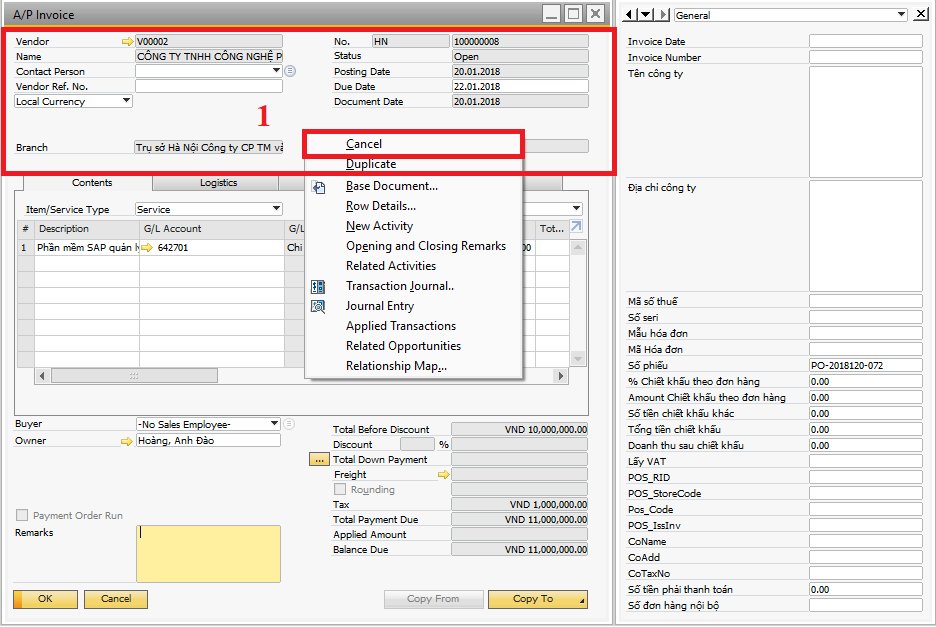 A/P Invoice
Vendor V00002
Name CÔNG TY TNHH CÔNG NGHỆ
Contact Person
Vendor Ref. No.
Local Currency
Branch Trụ sở Hà Nội Công ty CP TM và
No. HN 100000008
Status Open
Posting Date 20.01.2018
Due Date 22.01.2018
Document Date 20.01.2018
1
Cancel
Duplicate
Base Document...
Row Details...
New Activity
Opening and Closing Remarks
Related Activities
Transaction Journal..
Journal Entry
Applied Transactions
Related Opportunities
Relationship Map...
Contents Logistics
Item/Service Type Service
# Description G/L Account G/L Tot...
1 Phần mềm SAP quản lý 642701 Chi 00
Buyer -No Sales Employee-
Owner Hoàng, Anh Đào
Payment Order Run
Remarks
Total Before Discount VND 10,000,000.00
Discount %
... Total Down Payment
Freight
Rounding
Tax VND 1,000,000.00
Total Payment Due VND 11,000,000.00
Applied Amount
Balance Due VND 11,000,000.00
OK Cancel Copy From Copy To
General
Invoice Date
Invoice Number
Tên công ty
Địa chỉ công ty
Mã số thuế
Số seri
Mẫu hóa đơn
Mã Hóa đơn
Số phiếu PO-2018120-072
% Chiết khấu theo đơn hàng 0.00
Amount Chiết khấu theo đơn hàng 0.00
Số tiền chiết khấu khác 0.00
Tổng tiền chiết khấu 0.00
Doanh thu sau chiết khấu 0.00
Lấy VAT
POS_RID
POS_StoreCode
Pos_Code
POS_IssInv
CoName
CoAdd
CoTaxNo
Số tiền phải thanh toán 0.00
Số đơn hàng nội bộ